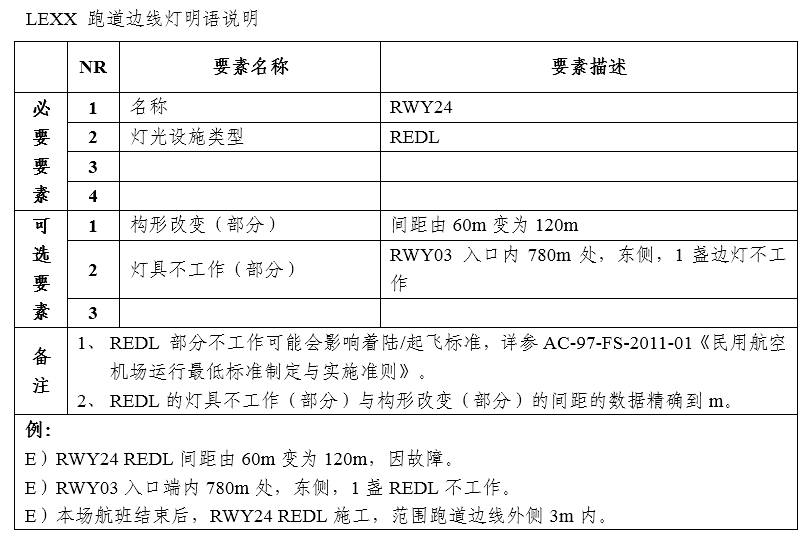 LEXX 跑道边线灯明语说明
NR 要素名称 要素描述
必要要素
1 名称 RWY24
2 灯光设施类型 REDL
3
4
可选要素
1 构形改变（部分） 间距由 60m 变为 120m
2 灯具不工作（部分） RWY03 入口内 780m 处，东侧，1 盏边灯不工
作
3
备注
1、 REDL 部分不工作可能会影响着陆/起飞标准，详参 AC-97-FS-2011-01《民用航空
机场运行最低标准制定与实施准则》。
2、 REDL 的灯具不工作（部分）与构形改变（部分）的间距的数据精确到 m。
例：
E）RWY24 REDL 间距由 60m 变为 120m，因故障。
E）RWY03 入口端内 780m 处，东侧，1 盏 REDL 不工作。
E）本场航班结束后，RWY24 REDL 施工，范围跑道边线外侧 3m 内。